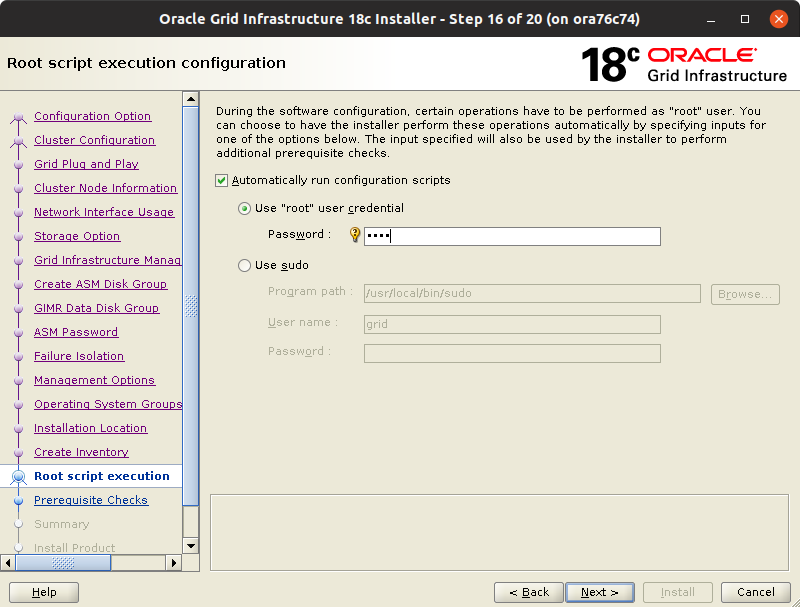 Oracle Grid Infrastructure 18c Installer - Step 16 of 20 (on ora76c74)
Root script execution configuration
18c ORACLE
Grid Infrastructure
Configuration Option
Cluster Configuration
Grid Plug and Play
Cluster Node Information
Network Interface Usage
Storage Option
Grid Infrastructure Manag
Create ASM Disk Group
GIMR Data Disk Group
ASM Password
Failure Isolation
Management Options
Operating System Groups
Installation Location
Create Inventory
Root script execution
Prerequisite Checks
Summary
Install Product
During the software configuration, certain operations have to be performed as "root" user. You
can choose to have the installer perform these operations automatically by specifying inputs for
one of the options below. The input specified will also be used by the installer to perform
additional prerequisite checks.
Automatically run configuration scripts
Use "root" user credential
Password : ••••
Use sudo
Program path : /usr/local/bin/sudo Browse...
User name : grid
Password :
Help < Back Next > Install Cancel